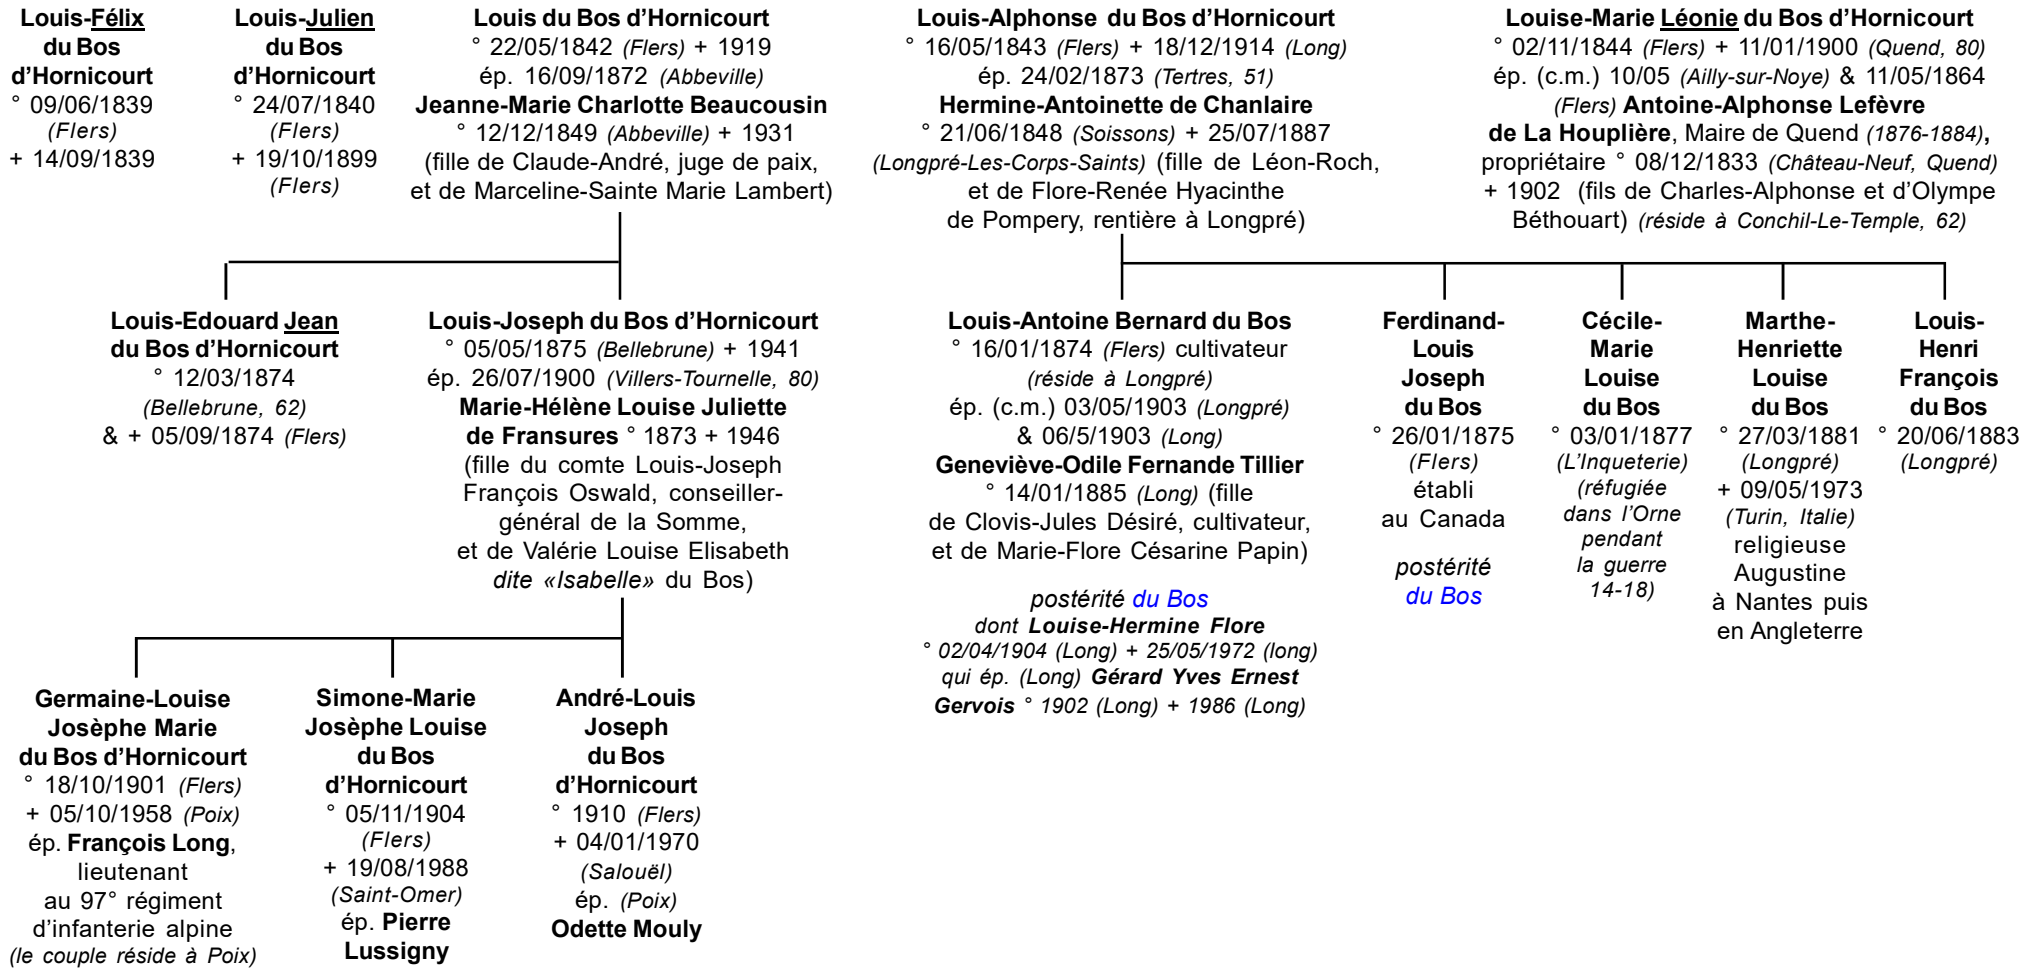 Louis-Félix
du Bos
d’Hornicourt
° 09/06/1839
(Flers)
+ 14/09/1839
Louis-Julien
du Bos
d’Hornicourt
° 24/07/1840
(Flers)
+ 19/10/1899
(Flers)
Louis du Bos d’Hornicourt
° 22/05/1842 (Flers) + 1919
ép. 16/09/1872 (Abbeville)
Jeanne-Marie Charlotte Beaucousin
° 12/12/1849 (Abbeville) + 1931
(fille de Claude-André, juge de paix,
et de Marceline-Sainte Marie Lambert)
Louis-Alphonse du Bos d’Hornicourt
° 16/05/1843 (Flers) + 18/12/1914 (Long)
ép. 24/02/1873 (Tertres, 51)
Hermine-Antoinette de Chanlaire
° 21/06/1848 (Soissons) + 25/07/1887
(Longpré-Les-Corps-Saints) (fille de Léon-Roch,
et de Flore-Renée Hyacinthe
de Pompery, rentière à Longpré)
Louise-Marie Léonie du Bos d’Hornicourt
° 02/11/1844 (Flers) + 11/01/1900 (Quend, 80)
ép. (c.m.) 10/05 (Ailly-sur-Noye) & 11/05/1864
(Flers) Antoine-Alphonse Lefèvre
de La Houplière, Maire de Quend (1876-1884),
propriétaire ° 08/12/1833 (Château-Neuf, Quend)
+ 1902 (fils de Charles-Alphonse et d’Olympe
Béthouart) (réside à Conchil-Le-Temple, 62)
Louis-Edouard Jean
du Bos d’Hornicourt
° 12/03/1874
(Bellebrune, 62)
& + 05/09/1874 (Flers)
Louis-Joseph du Bos d’Hornicourt
° 05/05/1875 (Bellebrune) + 1941
ép. 26/07/1900 (Villers-Tournelle, 80)
Marie-Hélène Louise Juliette
de Fransures ° 1873 + 1946
(fille du comte Louis-Joseph
François Oswald, conseiller-
général de la Somme,
et de Valérie Louise Elisabeth
dite «Isabelle» du Bos)
Louis-Antoine Bernard du Bos
° 16/01/1874 (Flers) cultivateur
(réside à Longpré)
ép. (c.m.) 03/05/1903 (Longpré)
& 06/5/1903 (Long)
Geneviève-Odile Fernande Tillier
° 14/01/1885 (Long) (fille
de Clovis-Jules Désiré, cultivateur,
et de Marie-Flore Césarine Papin)
postérité du Bos
dont Louise-Hermine Flore
° 02/04/1904 (Long) + 25/05/1972 (long)
qui ép. (Long) Gérard Yves Ernest
Gervois ° 1902 (Long) + 1986 (Long)
Ferdinand-
Louis
Joseph
du Bos
° 26/01/1875
(Flers)
établi
au Canada
postérité
du Bos
Cécile-
Marie
Louise
du Bos
° 03/01/1877
(L’Inqueterie)
(réfugiée
dans l’Orne
pendant
la guerre
14-18)
Marthe-
Henriette
Louise
du Bos
° 27/03/1881
(Longpré)
+ 09/05/1973
(Turin, Italie)
religieuse
Augustine
à Nantes puis
en Angleterre
Louis-
Henri
François
du Bos
° 20/06/1883
(Longpré)
Germaine-Louise
Josèphe Marie
du Bos d’Hornicourt
° 18/10/1901 (Flers)
+ 05/10/1958 (Poix)
ép. François Long,
lieutenant
au 97° régiment
d’infanterie alpine
(le couple réside à Poix)
Simone-Marie
Josèphe Louise
du Bos
d’Hornicourt
° 05/11/1904
(Flers)
+ 19/08/1988
(Saint-Omer)
ép. Pierre
Lussigny
André-Louis
Joseph
du Bos
d’Hornicourt
° 1910 (Flers)
+ 04/01/1970
(Salouël)
ép. (Poix)
Odette Mouly